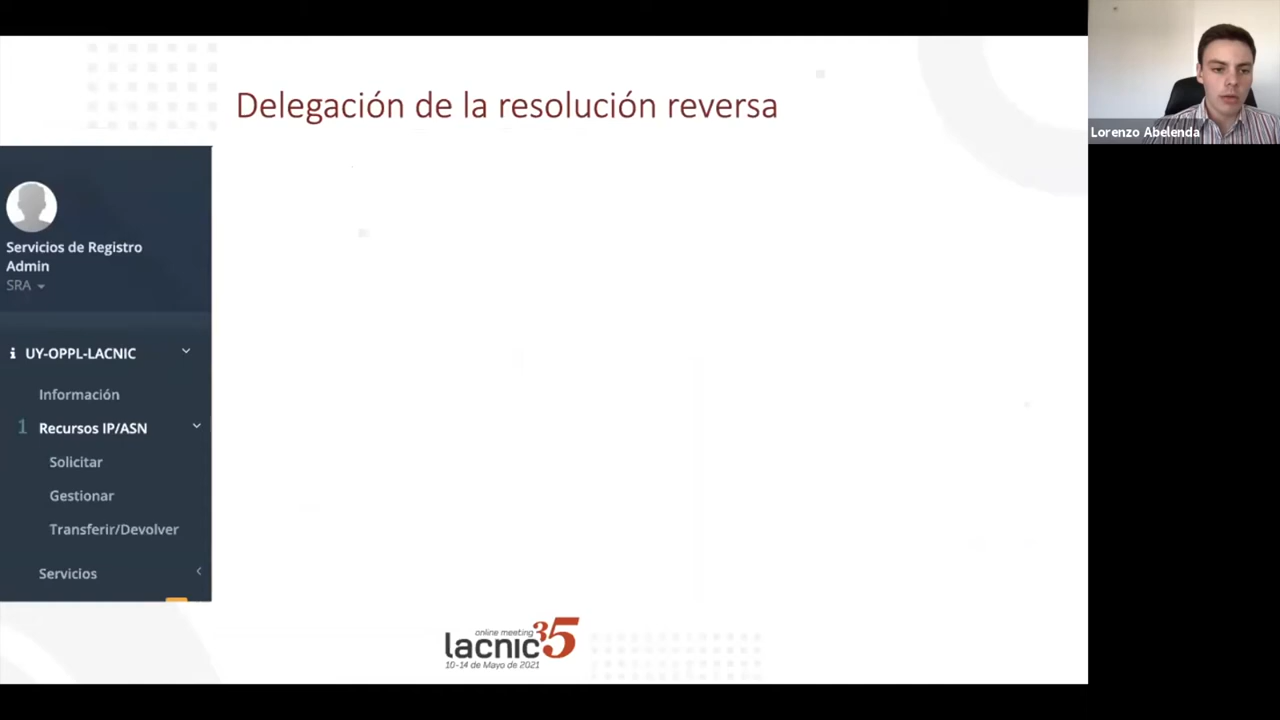 Delegación de la resolución reversa
Lorenzo Abelenda
Servicios de Registro
Admin
SRA
UY-OPPL-LACNIC
Información
1 Recursos IP/ASN
Solicitar
Gestionar
Transferir/Devolver
Servicios
online meeting
lacnic35
10-14 de Mayo de 2021